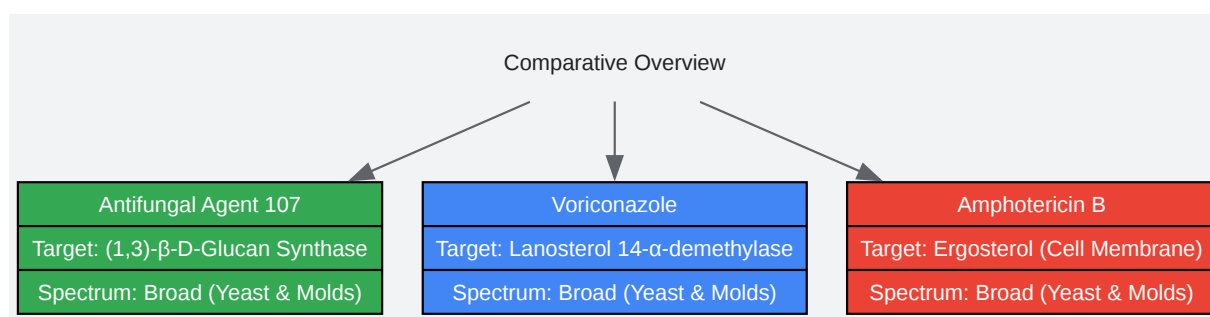 Comparative Overview
Antifungal Agent 107
Target: (1,3)-β-D-Glucan Synthase
Spectrum: Broad (Yeast & Molds)
Voriconazole
Target: Lanosterol 14-α-demethylase
Spectrum: Broad (Yeast & Molds)
Amphotericin B
Target: Ergosterol (Cell Membrane)
Spectrum: Broad (Yeast & Molds)